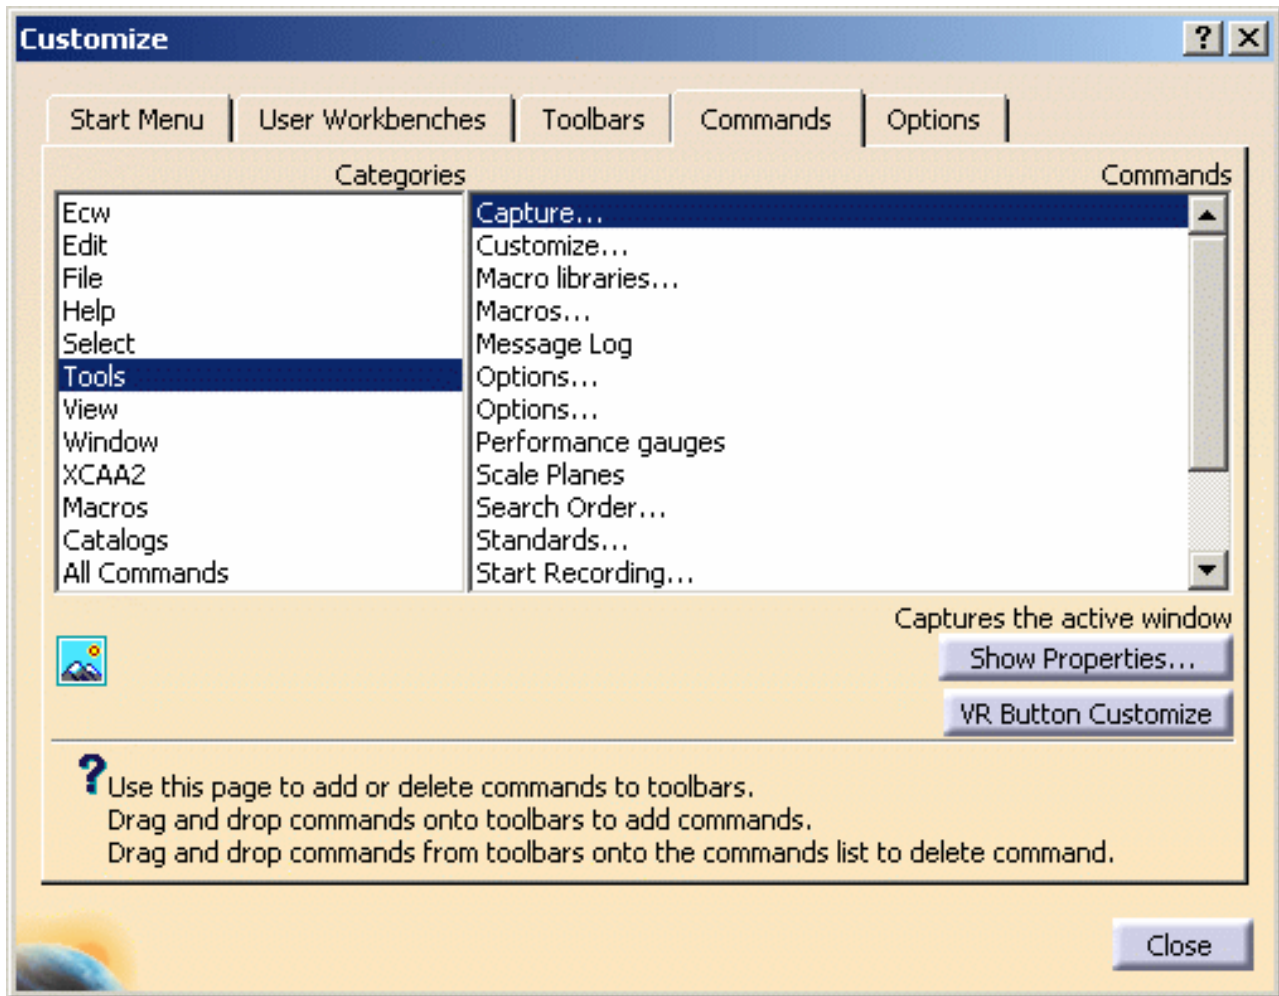 Customize
Start Menu
User Workbenches
Toolbars
Commands
Options
Categories
Commands
Ecw
Edit
File
Help
Select
Tools
View
Window
XCAA2
Macros
Catalogs
All Commands
Capture...
Customize...
Macro libraries...
Macros...
Message Log
Options...
Options...
Performance gauges
Scale Planes
Search Order...
Standards...
Start Recording...
Captures the active window
Show Properties...
VR Button Customize
Use this page to add or delete commands to toolbars.
Drag and drop commands onto toolbars to add commands.
Drag and drop commands from toolbars onto the commands list to delete command.
Close